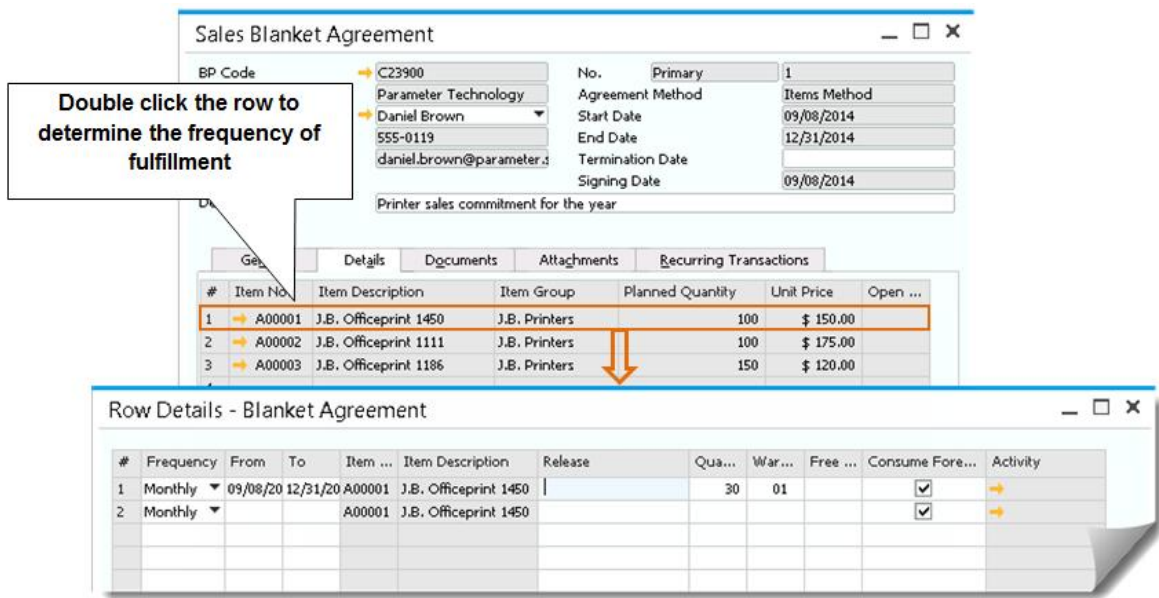 Sales Blanket Agreement
BP Code C23900 No. Primary 1
Parameter Technology Agreement Method Items Method
Daniel Brown Start Date 09/08/2014
555-0119 End Date 12/31/2014
daniel.brown@parameter.s Termination Date
Signing Date 09/08/2014
Printer sales commitment for the year
Double click the row to
determine the frequency of
fulfillment
Details Documents Attachments Recurring Transactions
# Item No Item Description Item Group Planned Quantity Unit Price Open ...
1 A00001 J.B. Officeprint 1450 J.B. Printers 100 $ 150.00
2 A00002 J.B. Officeprint 1111 J.B. Printers 100 $ 175.00
3 A00003 J.B. Officeprint 1186 J.B. Printers 150 $ 120.00
Row Details - Blanket Agreement
# Frequency From To Item ... Item Description Release Qua... War... Free ... Consume Fore... Activity
1 Monthly 09/08/20 12/31/20 A00001 J.B. Officeprint 1450 30 01
2 Monthly A00001 J.B. Officeprint 1450